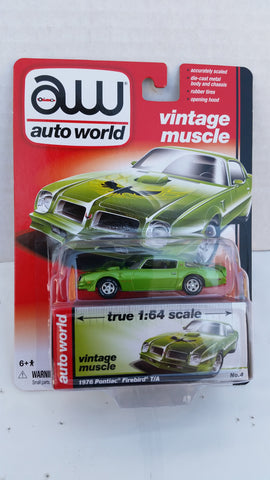 aw
auto world
accurately scaled
die-cast metal
body and chassis
rubber tires
opening hood
vintage
muscle
true 1:64 scale
auto world
vintage
muscle
1976 Pontiac® Firebird® T/A
No.4
6+
WARNING
Small parts.